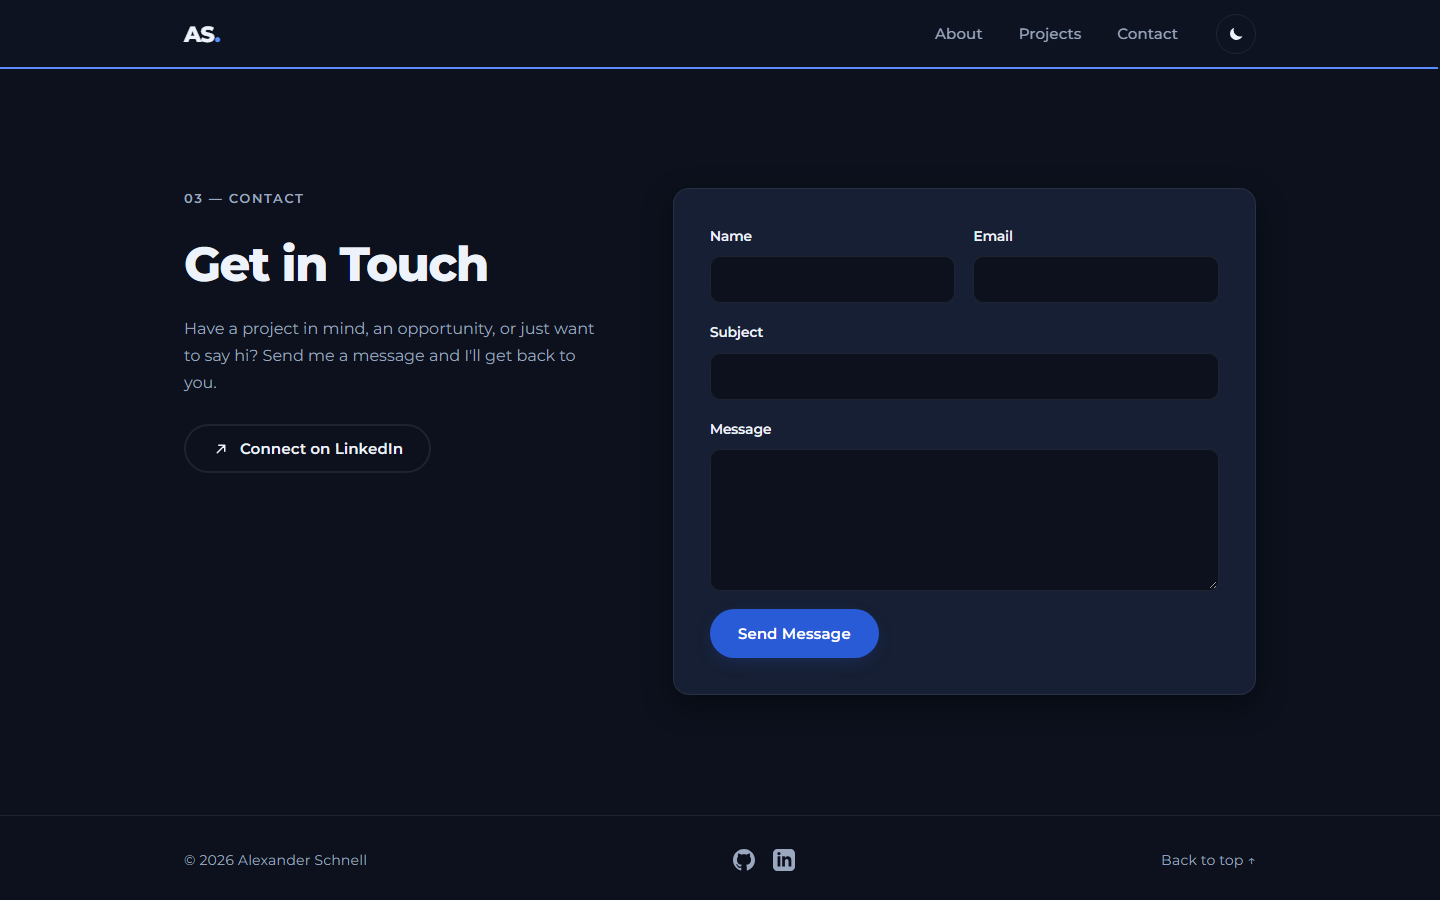 AS.
About
Projects
Contact
03 — CONTACT
Get in Touch
Have a project in mind, an opportunity, or just want
to say hi? Send me a message and I'll get back to
you.
Connect on LinkedIn
Name
Email
Subject
Message
Send Message
© 2026 Alexander Schnell
in
Back to top ↑